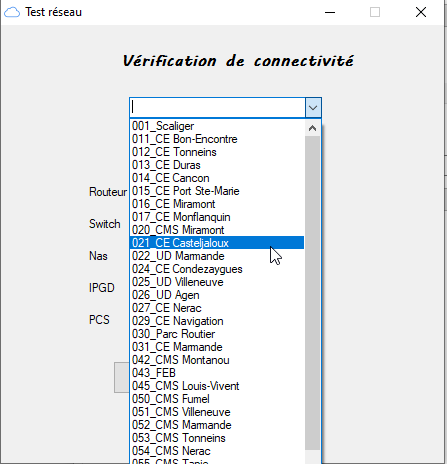 Test réseau
Vérification de connectivité
001_Scaliger
011_CE Bon-Encontre
012_CE Tonneins
013_CE Duras
014_CE Cancon
015_CE Port Ste-Marie
016_CE Miramont
017_CE Monflanquin
020_CMS Miramont
021_CE Casteljaloux
022_UD Marmande
024_CE Condezaygues
025_UD Villeneuve
026_UD Agen
027_CE Nerac
029_CE Navigation
030_Parc Routier
031_CE Marmande
042_CMS Montanou
043_FEB
045_CMS Louis-Vivent
050_CMS Fumel
051_CMS Villeneuve
052_CMS Marmande
053_CMS Tonneins
054_CMS Nerac
055_CMS
Routeur
Switch
Nas
IPGD
PCS